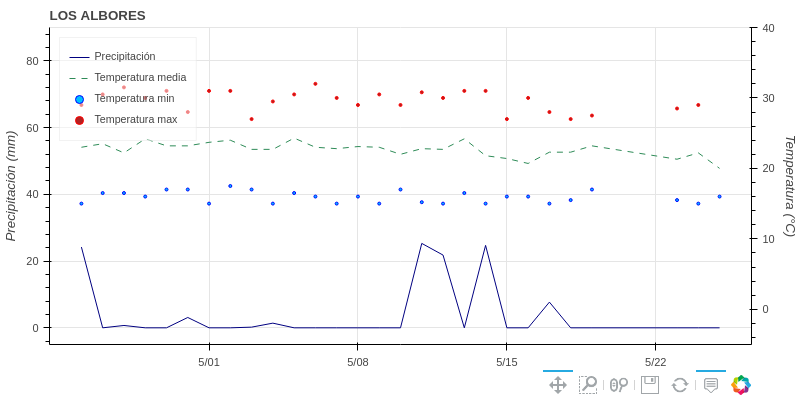 LOS ALBORES
Precipitación
Temperatura media
Temperatura min
Temperatura max
Precipitación (mm)
80
60
40
20
0
Temperatura (°C)
40
30
20
10
0
5/01
5/08
5/15
5/22